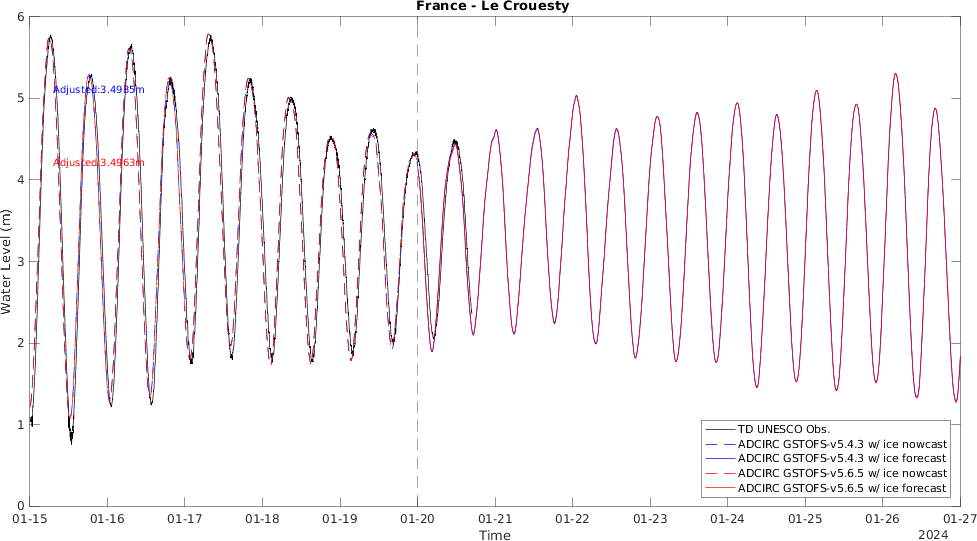 France - Le Crouesty
Water Level (m)
6
5
4
3
2
1
0
Adjusted:3.4935m
Adjusted:3.4963m
TD UNESCO Obs.
ADCIRC GSTOFS-v5.4.3 w/ ice nowcast
ADCIRC GSTOFS-v5.4.3 w/ ice forecast
ADCIRC GSTOFS-v5.6.5 w/ ice nowcast
ADCIRC GSTOFS-v5.6.5 w/ ice forecast
01-15 01-16 01-17 01-18 01-19 01-20 01-21 01-22 01-23 01-24 01-25 01-26 01-27
Time
2024